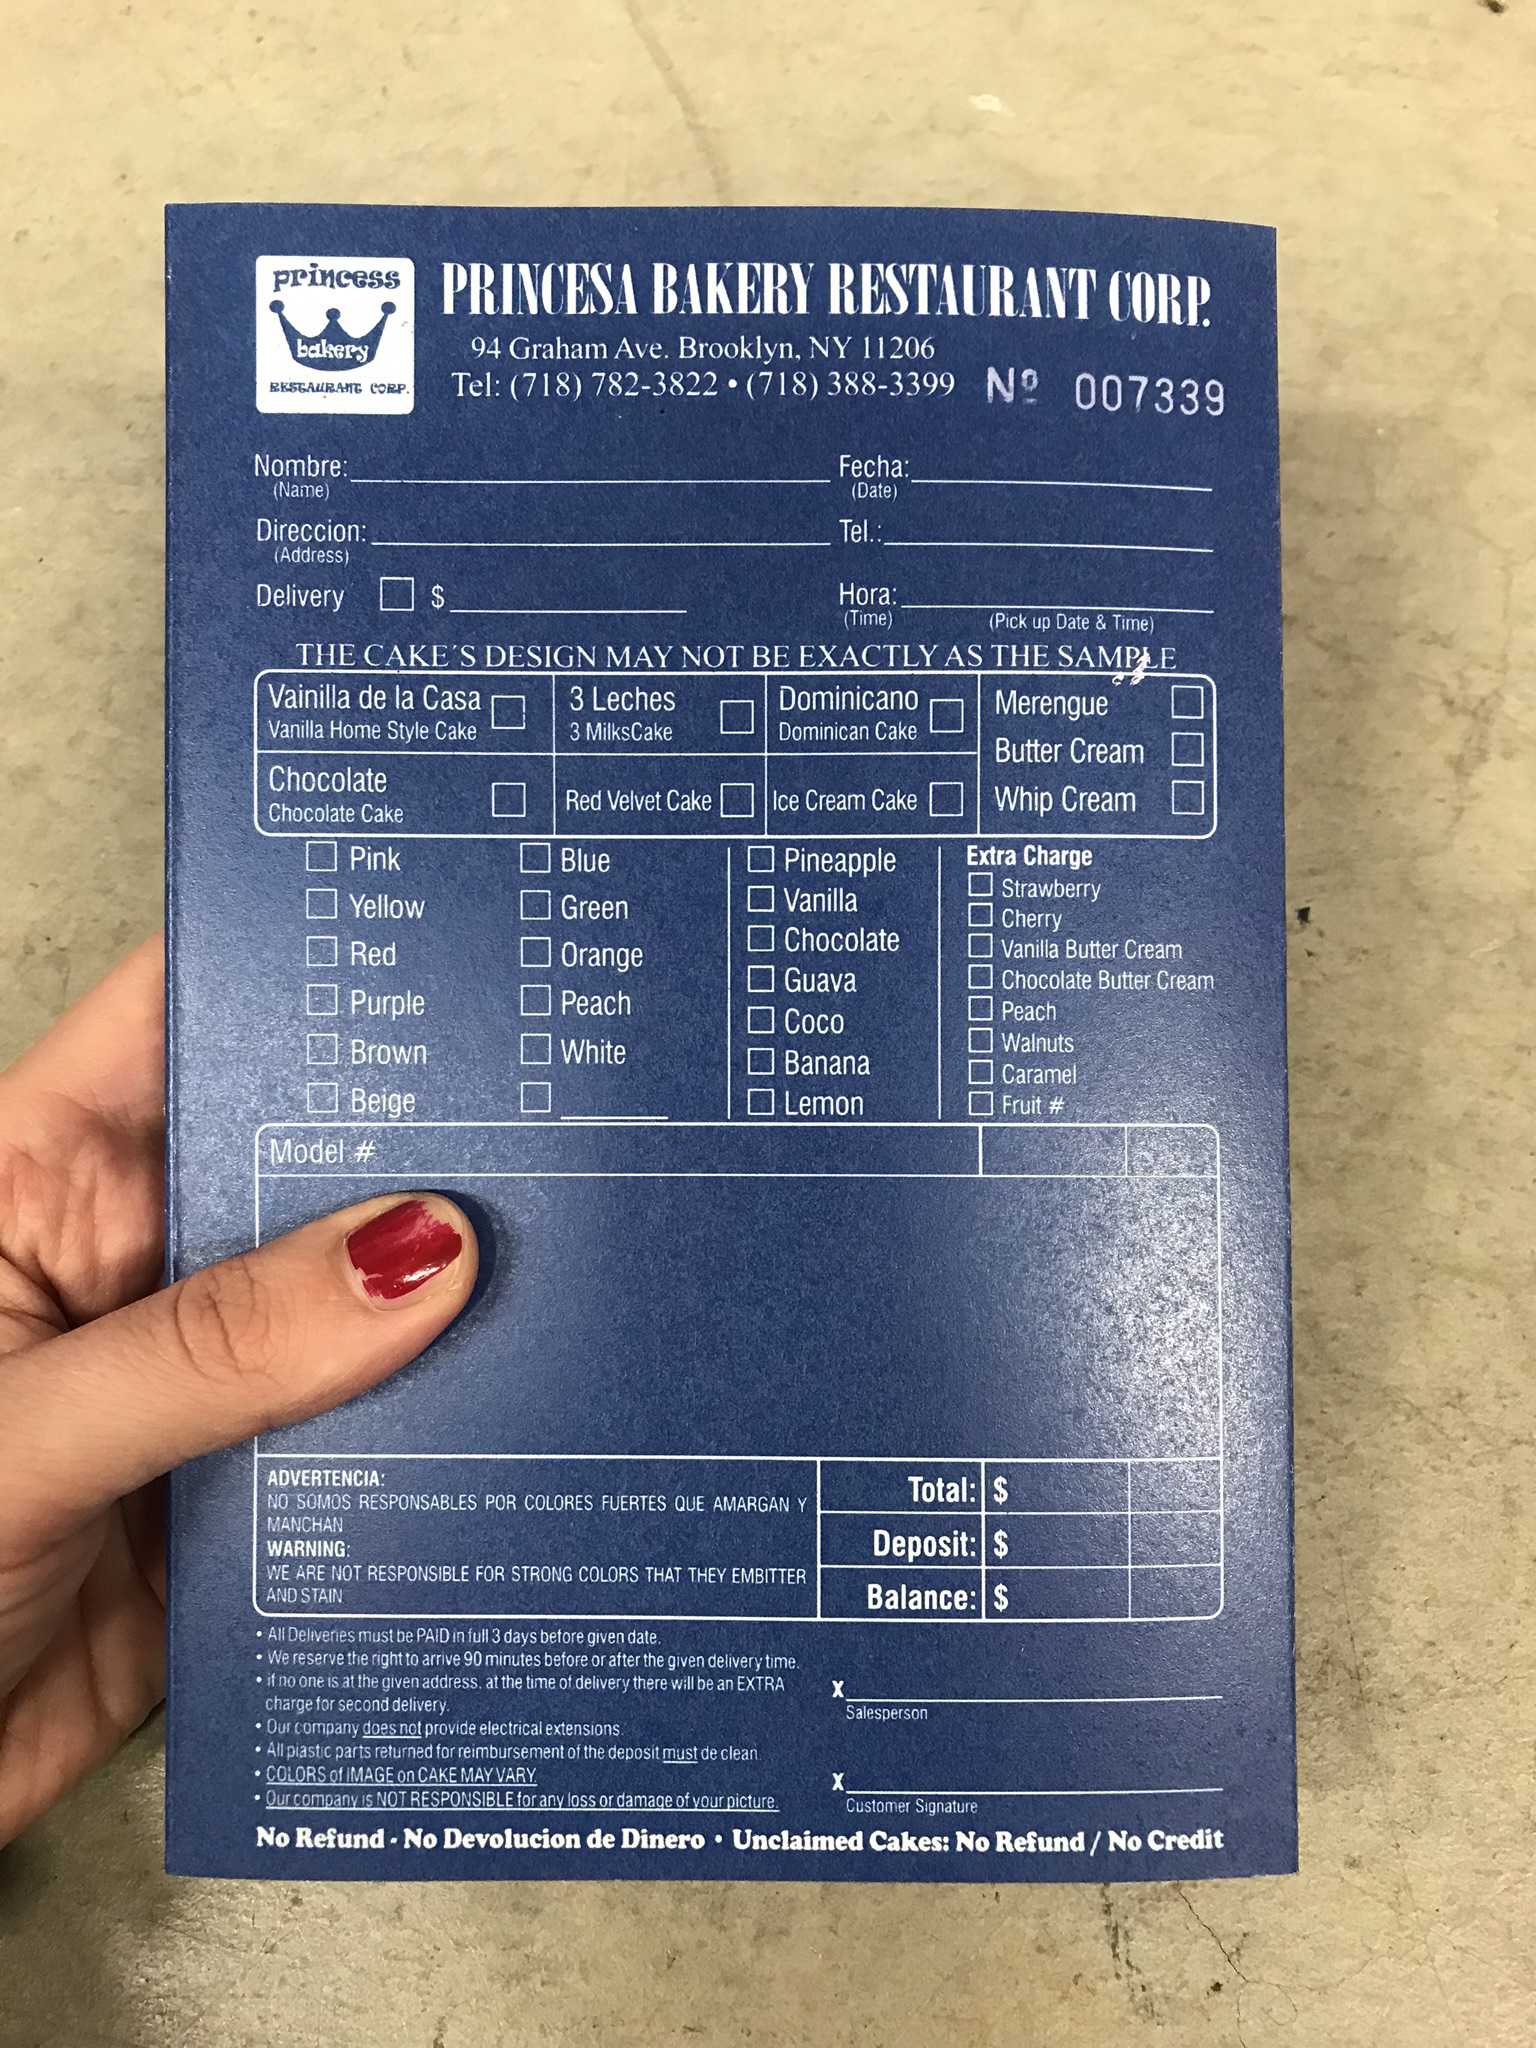 princess
bakery
RESTAURANT CORP.
PRINCESA BAKERY RESTAURANT CORP.
94 Graham Ave. Brooklyn, NY 11206
Tel: (718) 782-3822 • (718) 388-3399
Nº 007339
Nombre:
(Name)
Fecha:
(Date)
Direccion:
(Address)
Tel.:
Delivery $
Hora:
(Time)
(Pick up Date & Time)
THE CAKE'S DESIGN MAY NOT BE EXACTLY AS THE SAMPLE
Vainilla de la Casa
Vanilla Home Style Cake
3 Leches
3 MilksCake
Dominicano
Dominican Cake
Chocolate
Chocolate Cake
Red Velvet Cake
Ice Cream Cake
Merengue
Butter Cream
Whip Cream
Pink
Yellow
Red
Purple
Brown
Beige
Blue
Green
Orange
Peach
White
Pineapple
Vanilla
Chocolate
Guava
Coco
Banana
Lemon
Extra Charge
Strawberry
Cherry
Vanilla Butter Cream
Chocolate Butter Cream
Peach
Walnuts
Caramel
Fruit #
Model #
ADVERTENCIA:
NO SOMOS RESPONSABLES POR COLORES FUERTES QUE AMARGAN Y
MANCHAN
WARNING:
WE ARE NOT RESPONSIBLE FOR STRONG COLORS THAT THEY EMBITTER
AND STAIN
Total: $
Deposit: $
Balance: $
• All Deliveries must be PAID in full 3 days before given date.
• We reserve the right to arrive 90 minutes before or after the given delivery time.
• if no one is at the given address, at the time of delivery there will be an EXTRA
charge for second delivery.
• Our company does not provide electrical extensions.
• All plastic parts returned for reimbursement of the deposit must de clean.
• COLORS of IMAGE on CAKE MAY VARY.
• Our company is NOT RESPONSIBLE for any loss or damage of your picture.
X
Salesperson
X
Customer Signature
No Refund - No Devolucion de Dinero • Unclaimed Cakes: No Refund / No Credit